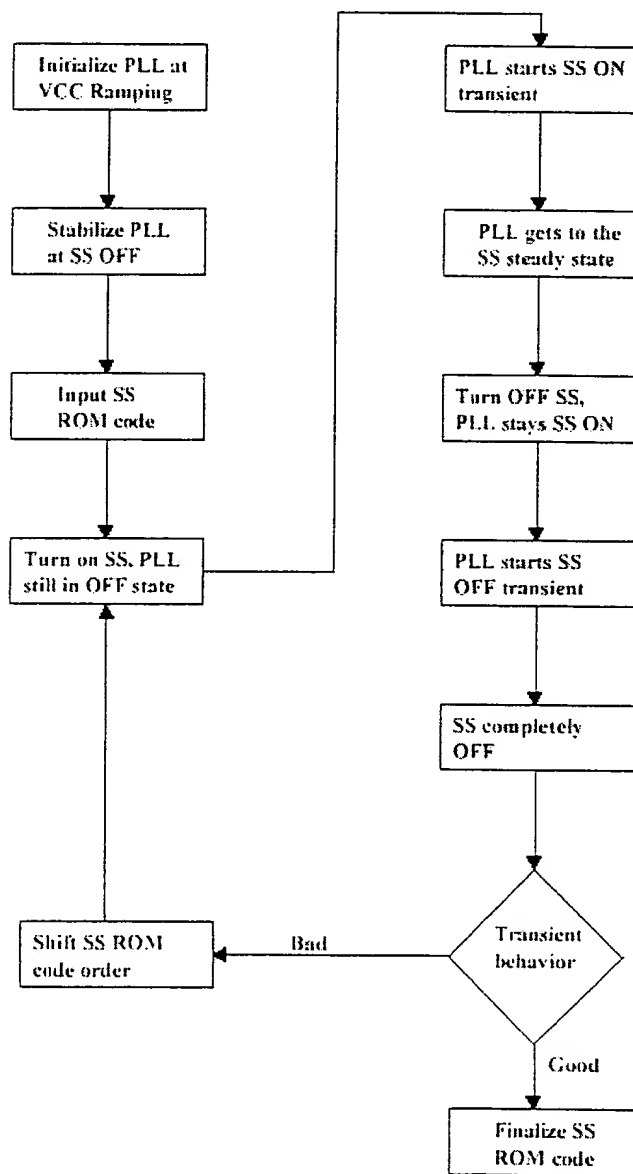 Initialize PLL at
VCC Ramping
Stabilize PLL
at SS OFF
Input SS
ROM code
Turn on SS, PLL
still in OFF state
PLL starts SS ON
transient
PLL gets to the
SS steady state
Turn OFF SS,
PLL stays SS ON
PLL starts SS
OFF transient
SS completely
OFF
Transient
behavior
Bad
Shift SS ROM
code order
Good
Finalize SS
ROM code